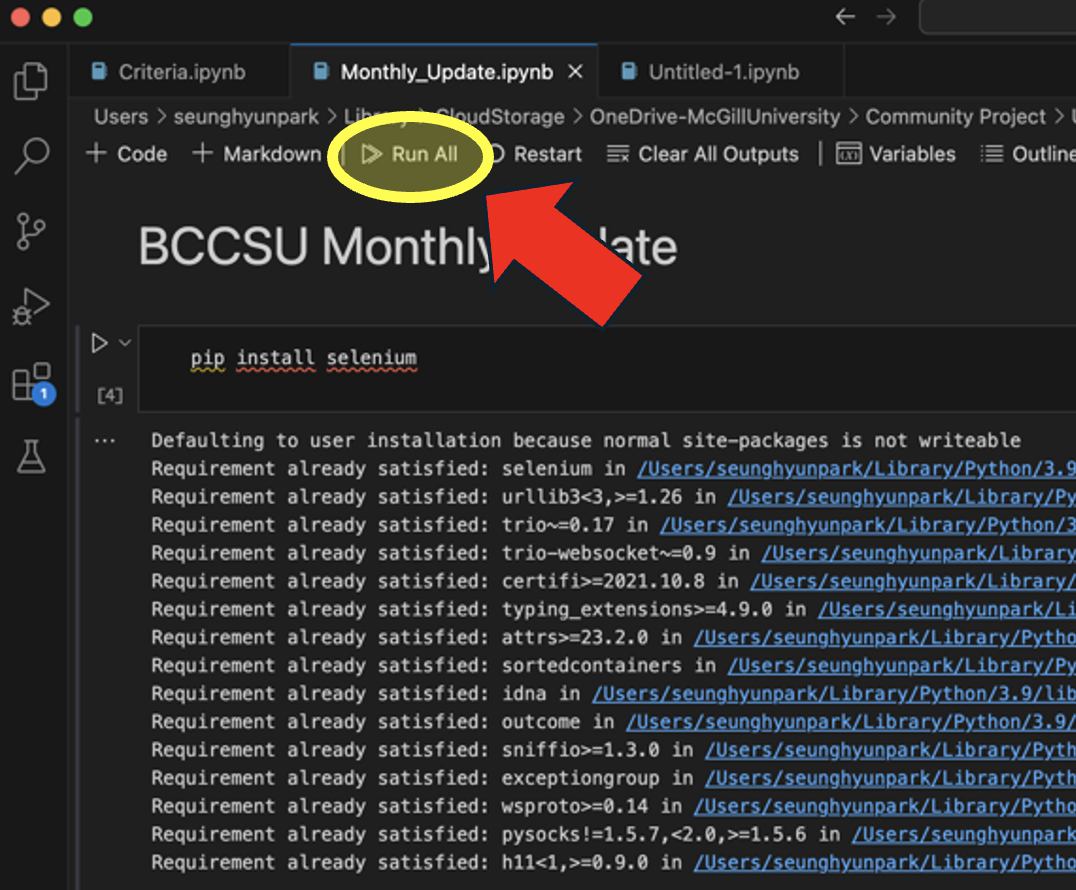 Criteria.ipynb Monthly_Update.ipynb Untitled-1.ipynb
Users > seunghyunpark > > CloudStorage > OneDrive-McGillUniversity > Community Project >
+ Code + Markdown Run All Restart Clear All Outputs Variables Outline
BCCSU Monthly
pip install selenium
[4]
1
... Defaulting to user installation because normal site-packages is not writeable
Requirement already satisfied: selenium in /Users/seunghyunpark/Library/Python/3.9
Requirement already satisfied: urllib3<3,>=1.26 in /Users/seunghyunpark/Library/Py
Requirement already satisfied: trio~=0.17 in /Users/seunghyunpark/Library/Python/3
Requirement already satisfied: trio-websocket~=0.9 in /Users/seunghyunpark/Library
Requirement already satisfied: certifi>=2021.10.8 in /Users/seunghyunpark/Library/
Requirement already satisfied: typing_extensions>=4.9.0 in /Users/seunghyunpark/Li
Requirement already satisfied: attrs>=23.2.0 in /Users/seunghyunpark/Library/Pytho
Requirement already satisfied: sortedcontainers in /Users/seunghyunpark/Library/Py
Requirement already satisfied: idna in /Users/seunghyunpark/Library/Python/3.9/lib
Requirement already satisfied: outcome in /Users/seunghyunpark/Library/Python/3.9/
Requirement already satisfied: sniffio>=1.3.0 in /Users/seunghyunpark/Library/Pyth
Requirement already satisfied: exceptiongroup in /Users/seunghyunpark/Library/Pyth
Requirement already satisfied: wsproto>=0.14 in /Users/seunghyunpark/Library/Pytho
Requirement already satisfied: pysocks!=1.5.7,<2.0,>=1.5.6 in /Users/seunghyunpark
Requirement already satisfied: h11<1,>=0.9.0 in /Users/seunghyunpark/Library/Pytho